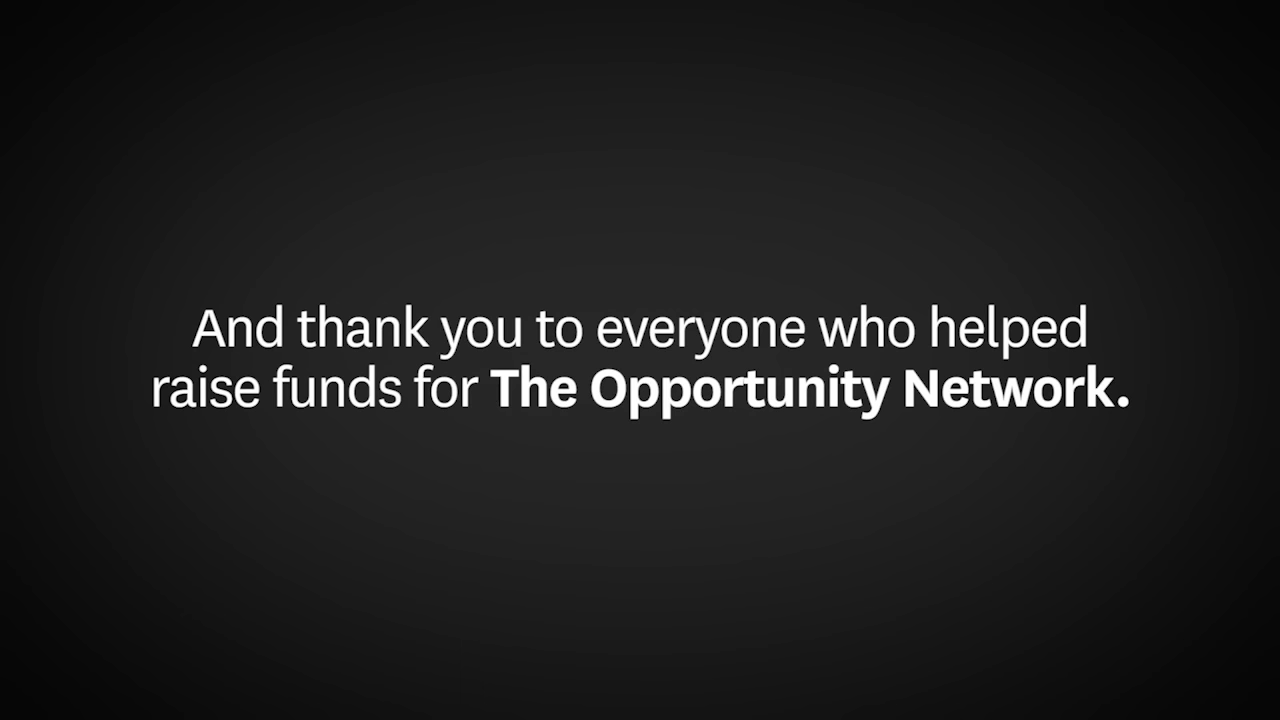 And thank you to everyone who helped
raise funds for The Opportunity Network.